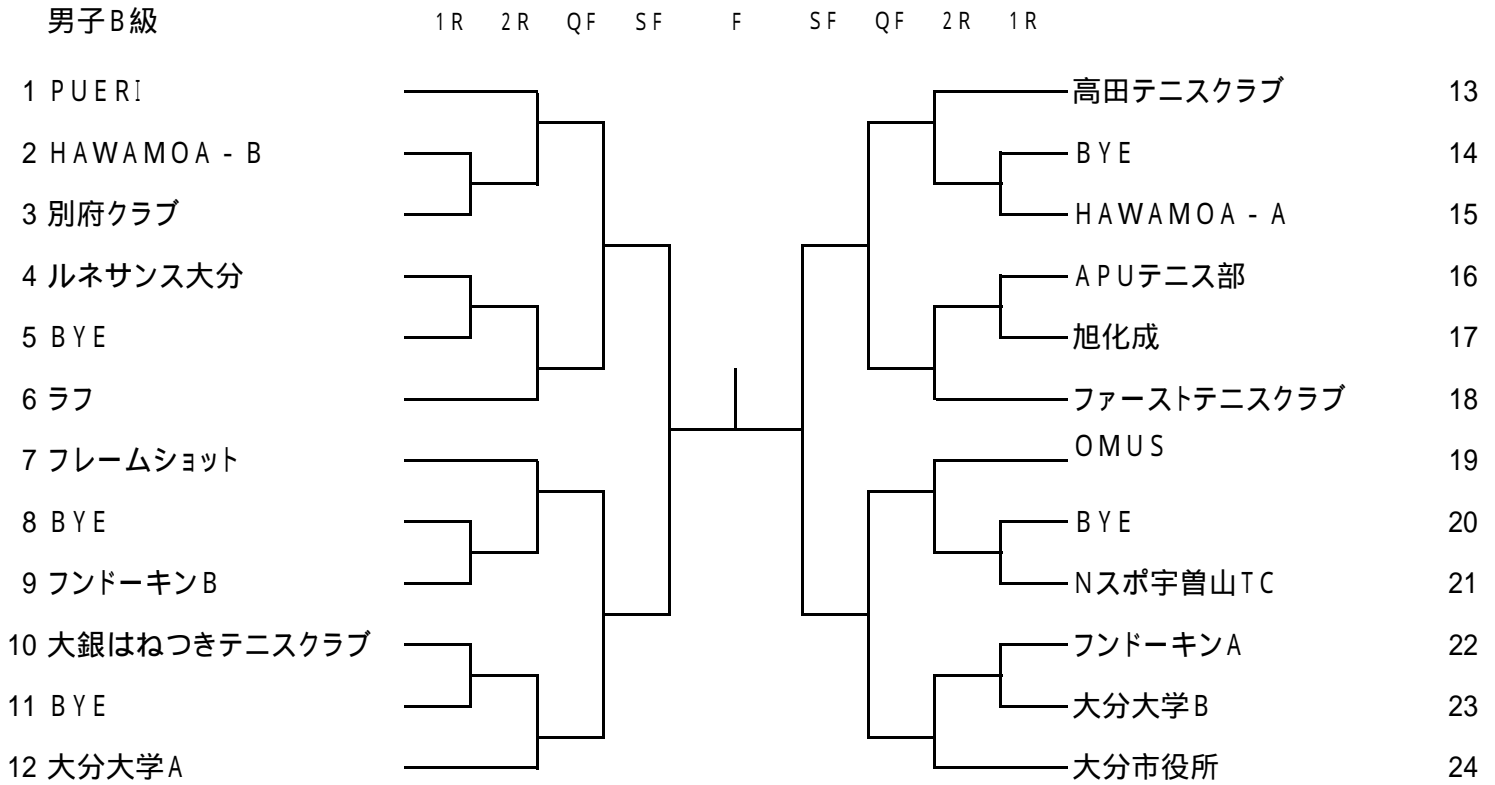 男子B級 1R 2R QF SF F SF QF 2R 1R
1 PUERI 高田テニスクラブ 13
2 HAWAMOA - B BYE 14
3 別府クラブ HAWAMOA - A 15
4 ルネサンス大分 APUテニス部 16
5 BYE 旭化成 17
6 ラフ ファーストテニスクラブ 18
7 フレームショット OMUS 19
8 BYE BYE 20
9 フンドーキンB Nスポ宇曽山TC 21
10 大銀はねつきテニスクラブ フンドーキンA 22
11 BYE 大分大学B 23
12 大分大学A 大分市役所 24